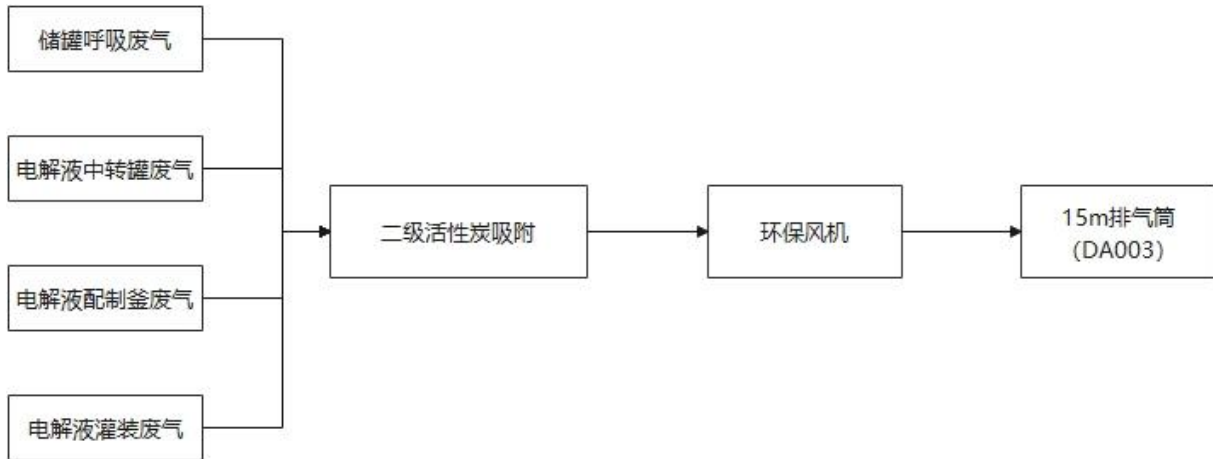 储罐呼吸废气
电解液中转罐废气
电解液配制釜废气
电解液灌装废气
二级活性炭吸附
环保风机
15m排气筒
（DA003）